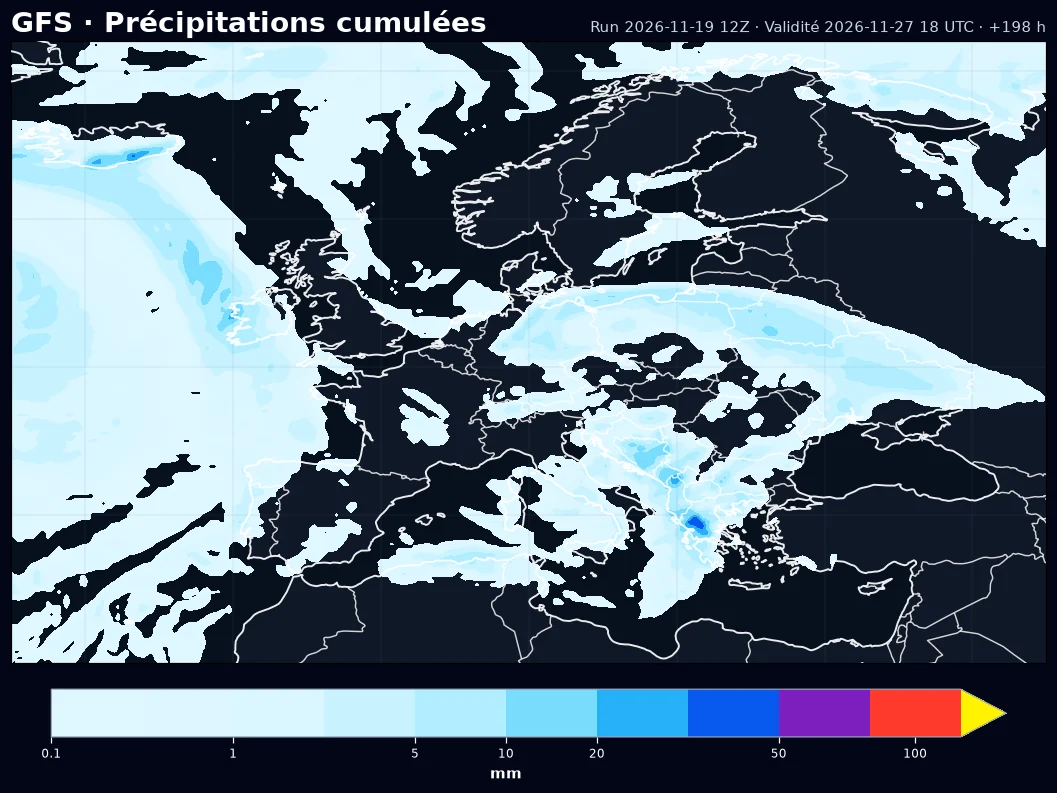 GFS · Précipitations cumulées
Run 2026-11-19 12Z · Validité 2026-11-27 18 UTC · +198 h
0.1 1 5 10 20 50 100
mm